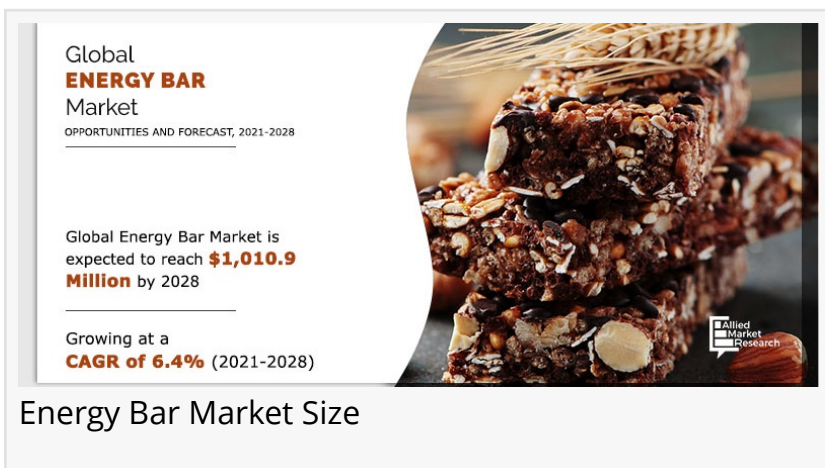 Global
ENERGY BAR
Market
OPPORTUNITIES AND FORECAST, 2021-2028
Global Energy Bar Market is
expected to reach $1,010.9
Million by 2028
Growing at a
CAGR of 6.4% (2021-2028)
Allied
Market
Research
Energy Bar Market Size